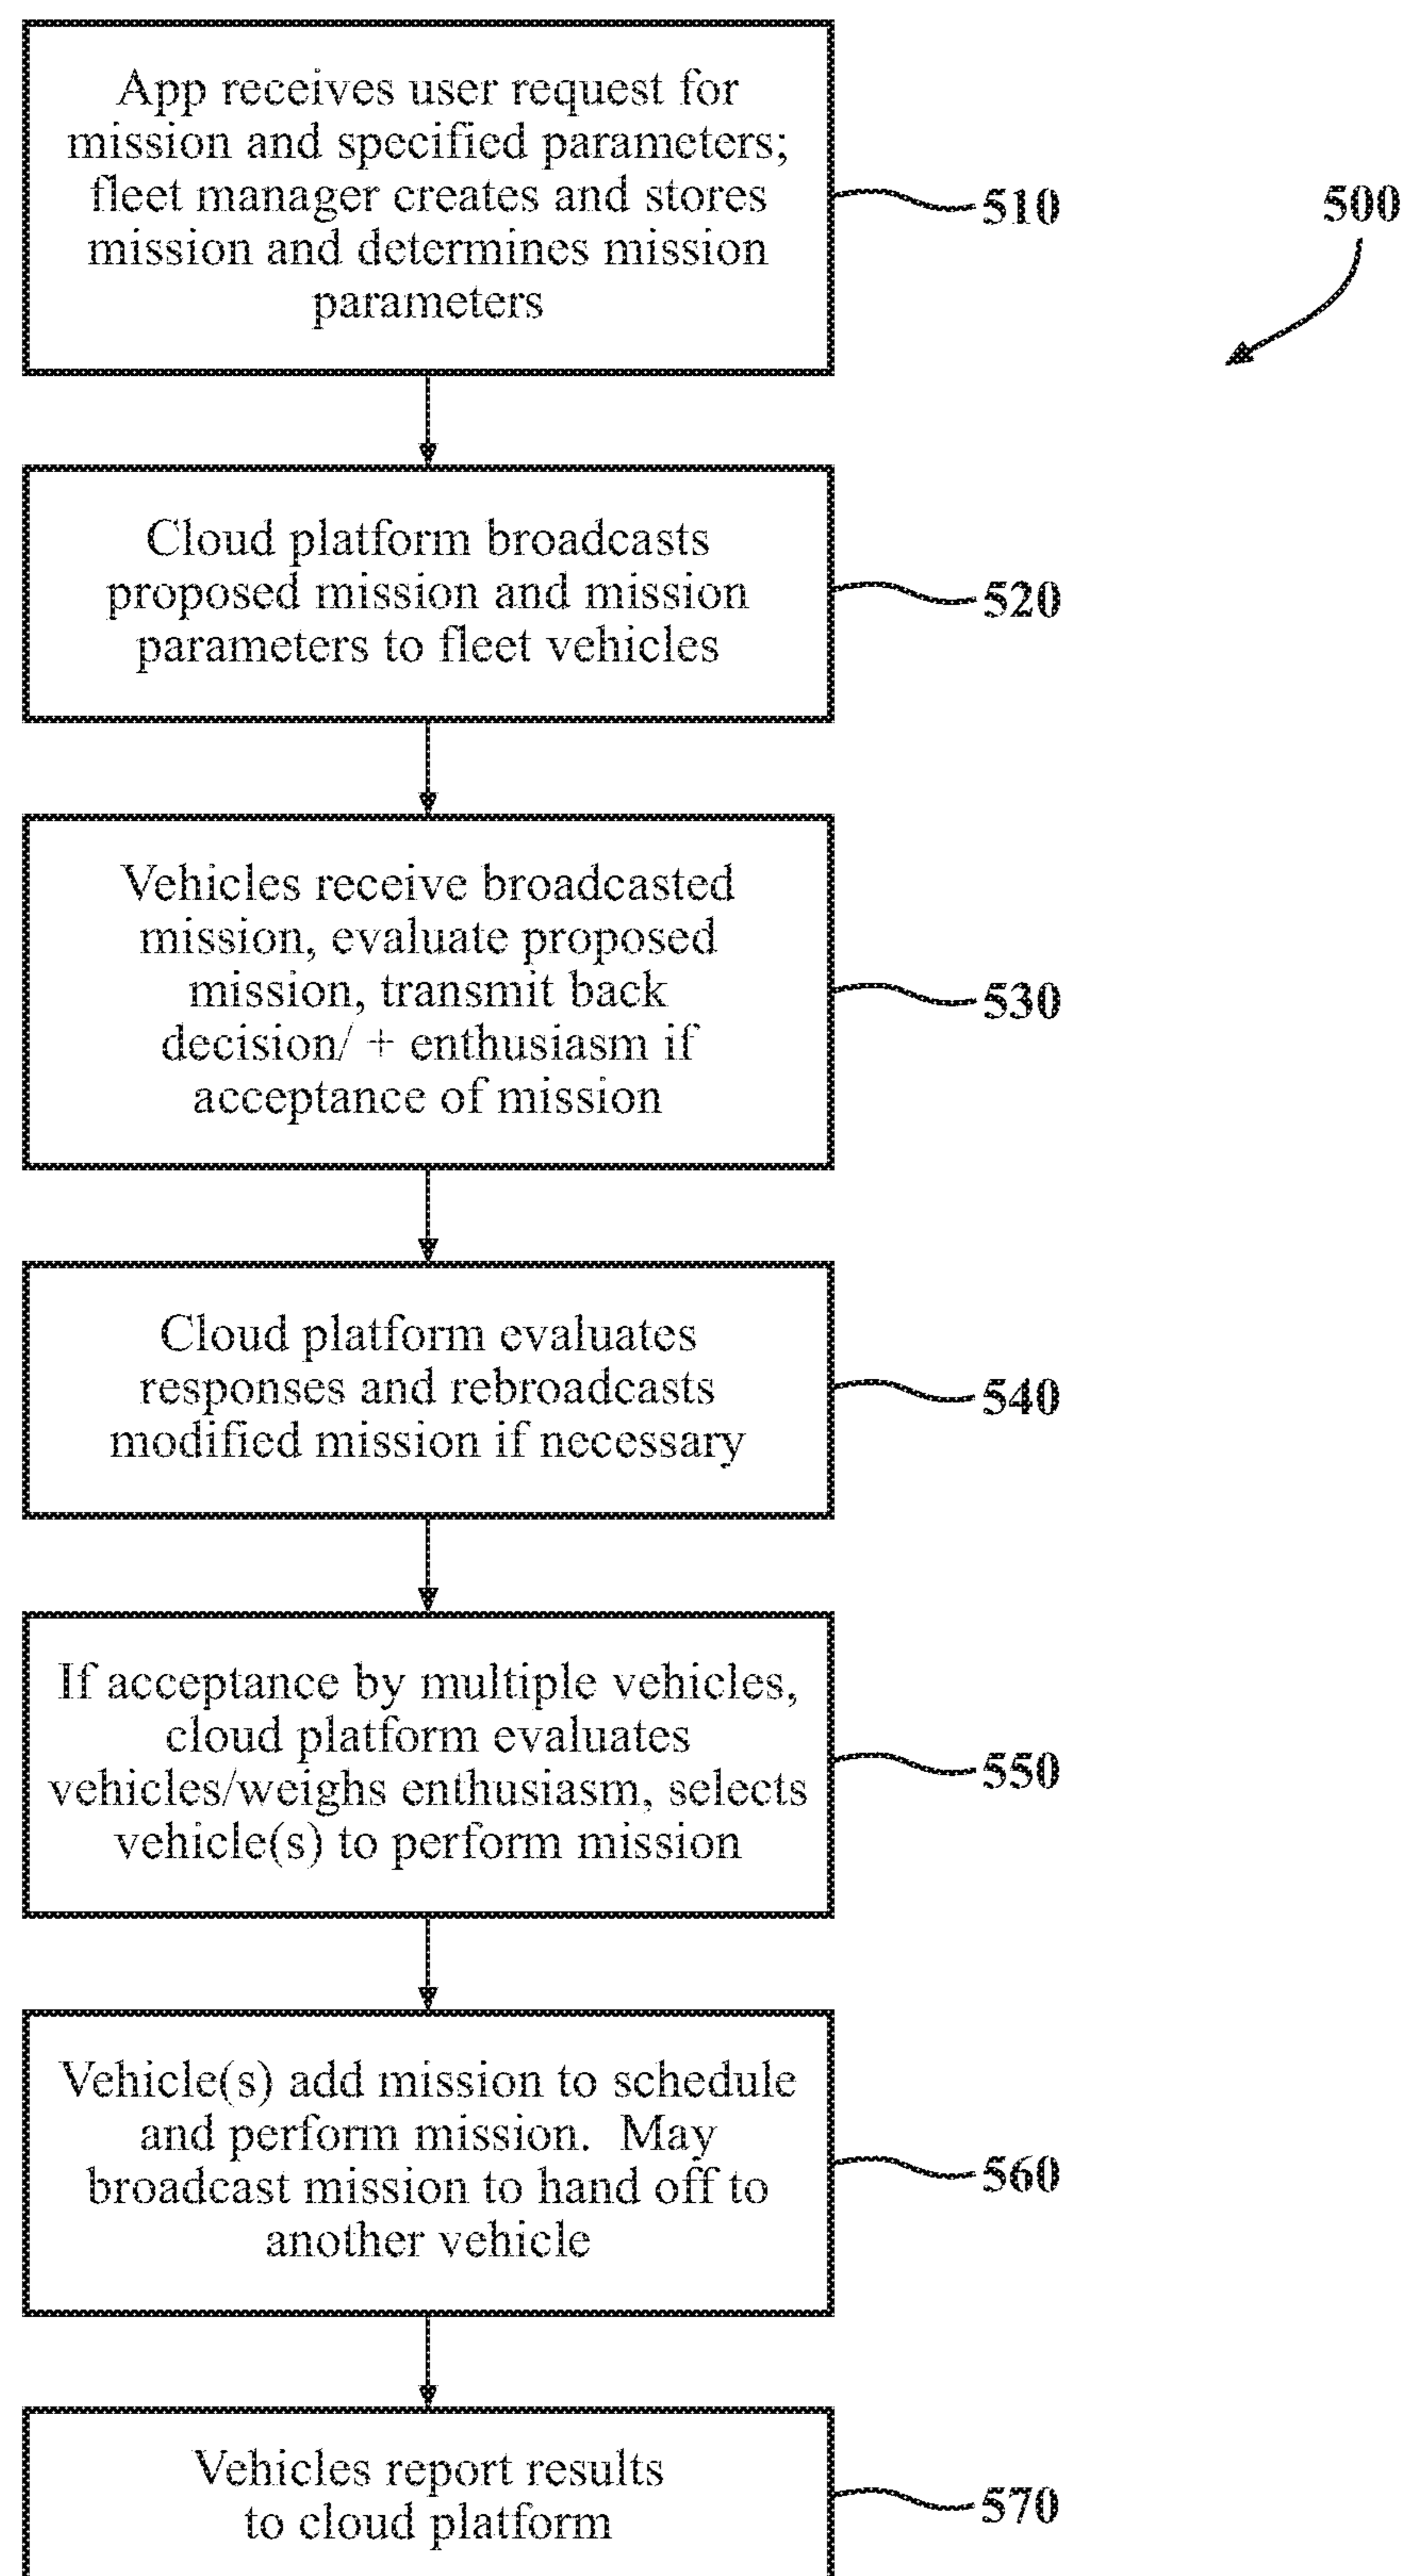 App receives user request for
mission and specified parameters;
fleet manager creates and stores
mission and determines mission
parameters
510
500
Cloud platform broadcasts
proposed mission and mission
parameters to fleet vehicles
520
Vehicles receive broadcasted
mission, evaluate proposed
mission, transmit back
decision/ + enthusiasm if
acceptance of mission
530
Cloud platform evaluates
responses and rebroadcasts
modified mission if necessary
540
If acceptance by multiple vehicles,
cloud platform evaluates
vehicles/weighs enthusiasm, selects
vehicle(s) to perform mission
550
Vehicle(s) add mission to schedule
and perform mission.  May
broadcast mission to hand off to
another vehicle
560
Vehicles report results
to cloud platform
570